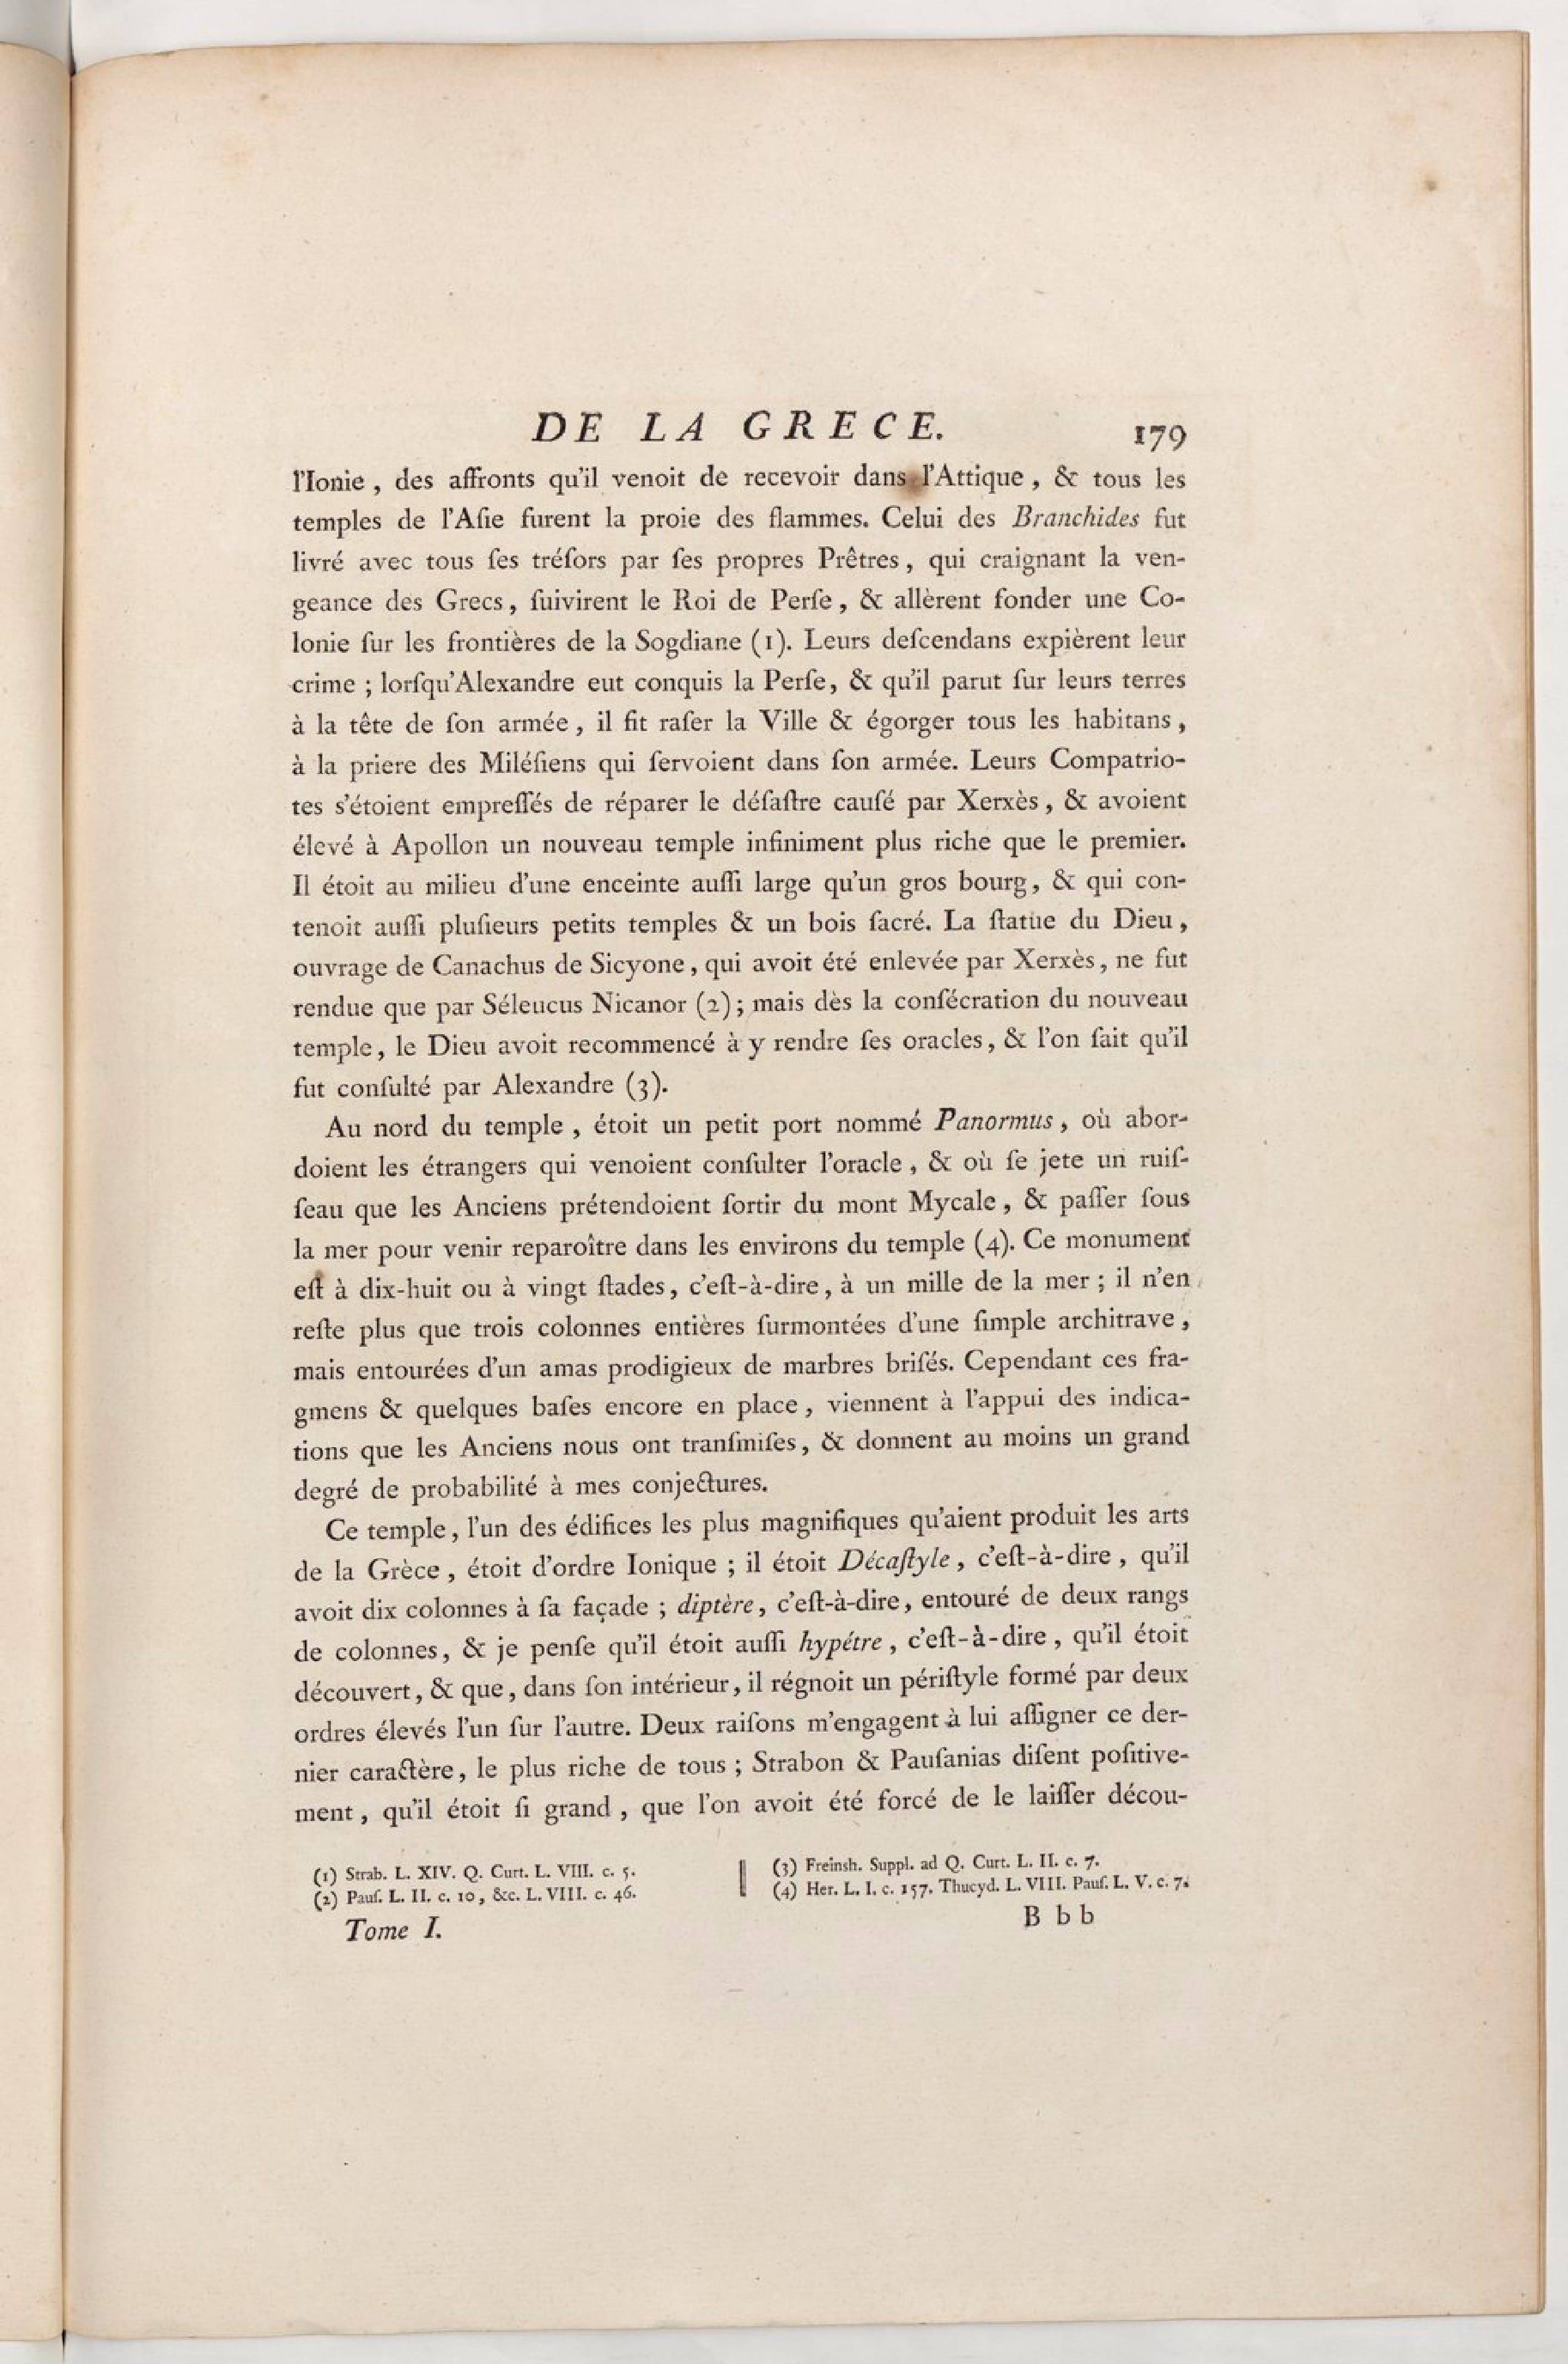 DE LA GRECE. 179
l'Ionie, des affronts qu'il venoit de recevoir dans l'Attique, & tous les
temples de l'Aſie furent la proie des flammes. Celui des Branchides fut
livré avec tous ſes tréſors par ſes propres Prêtres, qui craignant la ven-
geance des Grecs, ſuivirent le Roi de Perſe, & allèrent fonder une Co-
lonie ſur les frontières de la Sogdiane (1). Leurs deſcendans expièrent leur
crime ; lorſqu'Alexandre eut conquis la Perſe, & qu'il parut ſur leurs terres
à la tête de ſon armée, il fit raſer la Ville & égorger tous les habitans,
à la priere des Miléſiens qui ſervoient dans ſon armée. Leurs Compatrio-
tes s'étoient empreſſés de réparer le déſaſtre cauſé par Xerxès, & avoient
élevé à Apollon un nouveau temple infiniment plus riche que le premier.
Il étoit au milieu d'une enceinte auſſi large qu'un gros bourg, & qui con-
tenoit auſſi pluſieurs petits temples & un bois ſacré. La ſtatue du Dieu,
ouvrage de Canachus de Sicyone, qui avoit été enlevée par Xerxès, ne fut
rendue que par Séleucus Nicanor (2); mais dès la conſécration du nouveau
temple, le Dieu avoit recommencé à y rendre ſes oracles, & l'on ſait qu'il
fut conſulté par Alexandre (3).
Au nord du temple, étoit un petit port nommé Panormus, où abor-
doient les étrangers qui venoient conſulter l'oracle, & où ſe jete un ruiſ-
ſeau que les Anciens prétendoient ſortir du mont Mycale, & paſſer ſous
la mer pour venir reparoître dans les environs du temple (4). Ce monument
eſt à dix-huit ou à vingt ſtades, c'eſt-à-dire, à un mille de la mer ; il n'en
reſte plus que trois colonnes entières ſurmontées d'une ſimple architrave,
mais entourées d'un amas prodigieux de marbres briſés. Cependant ces fra-
gmens & quelques baſes encore en place, viennent à l'appui des indica-
tions que les Anciens nous ont tranſmiſes, & donnent au moins un grand
degré de probabilité à mes conjectures.
Ce temple, l'un des édifices les plus magnifiques qu'aient produit les arts
de la Grèce, étoit d'ordre Ionique ; il étoit Décaſtyle, c'eſt-à-dire, qu'il
avoit dix colonnes à ſa façade ; diptère, c'eſt-à-dire, entouré de deux rangs
de colonnes, & je penſe qu'il étoit auſſi hypétre, c'eſt-à-dire, qu'il étoit
découvert, & que, dans ſon intérieur, il régnoit un périſtyle formé par deux
ordres élevés l'un ſur l'autre. Deux raiſons m'engagent à lui aſſigner ce der-
nier caractère, le plus riche de tous ; Strabon & Pauſanias diſent poſitive-
ment, qu'il étoit ſi grand, que l'on avoit été forcé de le laiſſer décou-
(1) Strab. L. XIV. Q. Curt. L. VIII. c. 5.
(2) Pauſ. L. II. c. 10, &c. L. VIII. c. 46.
(3) Freinsh. Suppl. ad Q. Curt. L. II. c. 7.
(4) Her. L. I. c. 157. Thucyd. L. VIII. Pauſ. L. V. c. 7.
Tome I.
B b b